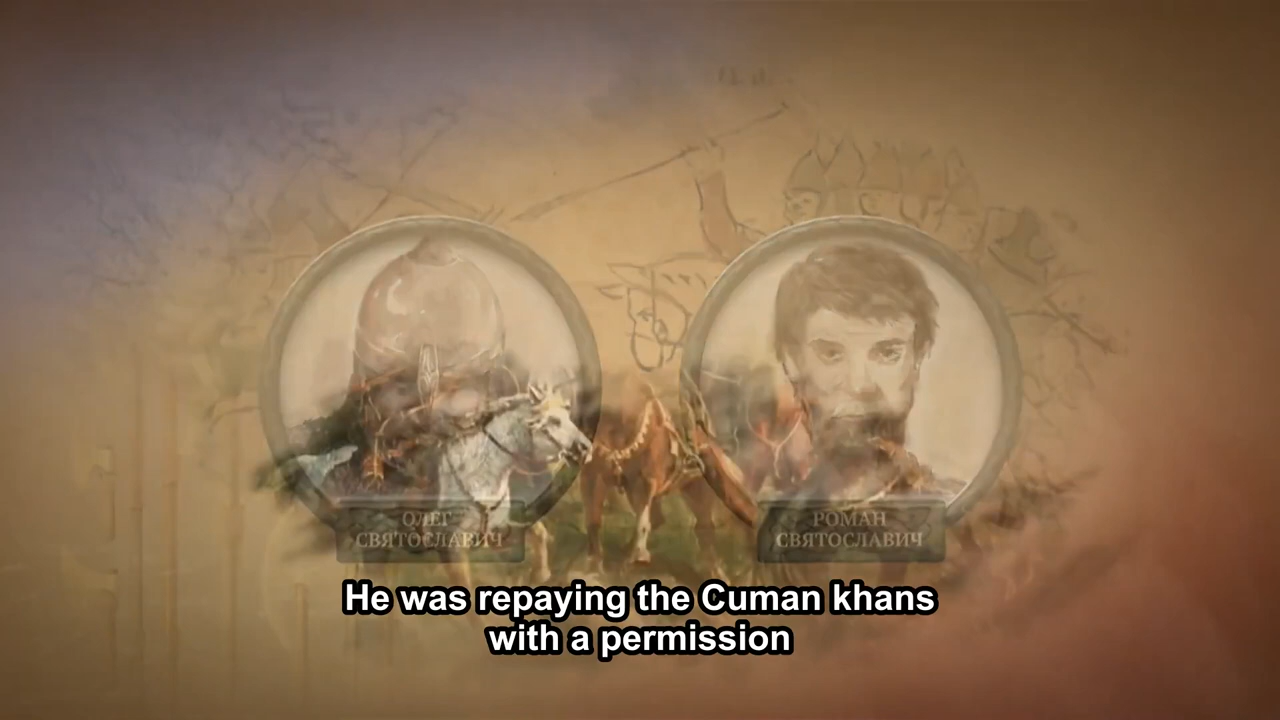 ОЛЕГ
СВЯТОСЛАВИЧ
РОМАН
СВЯТОСЛАВИЧ
He was repaying the Cuman khans
with a permission